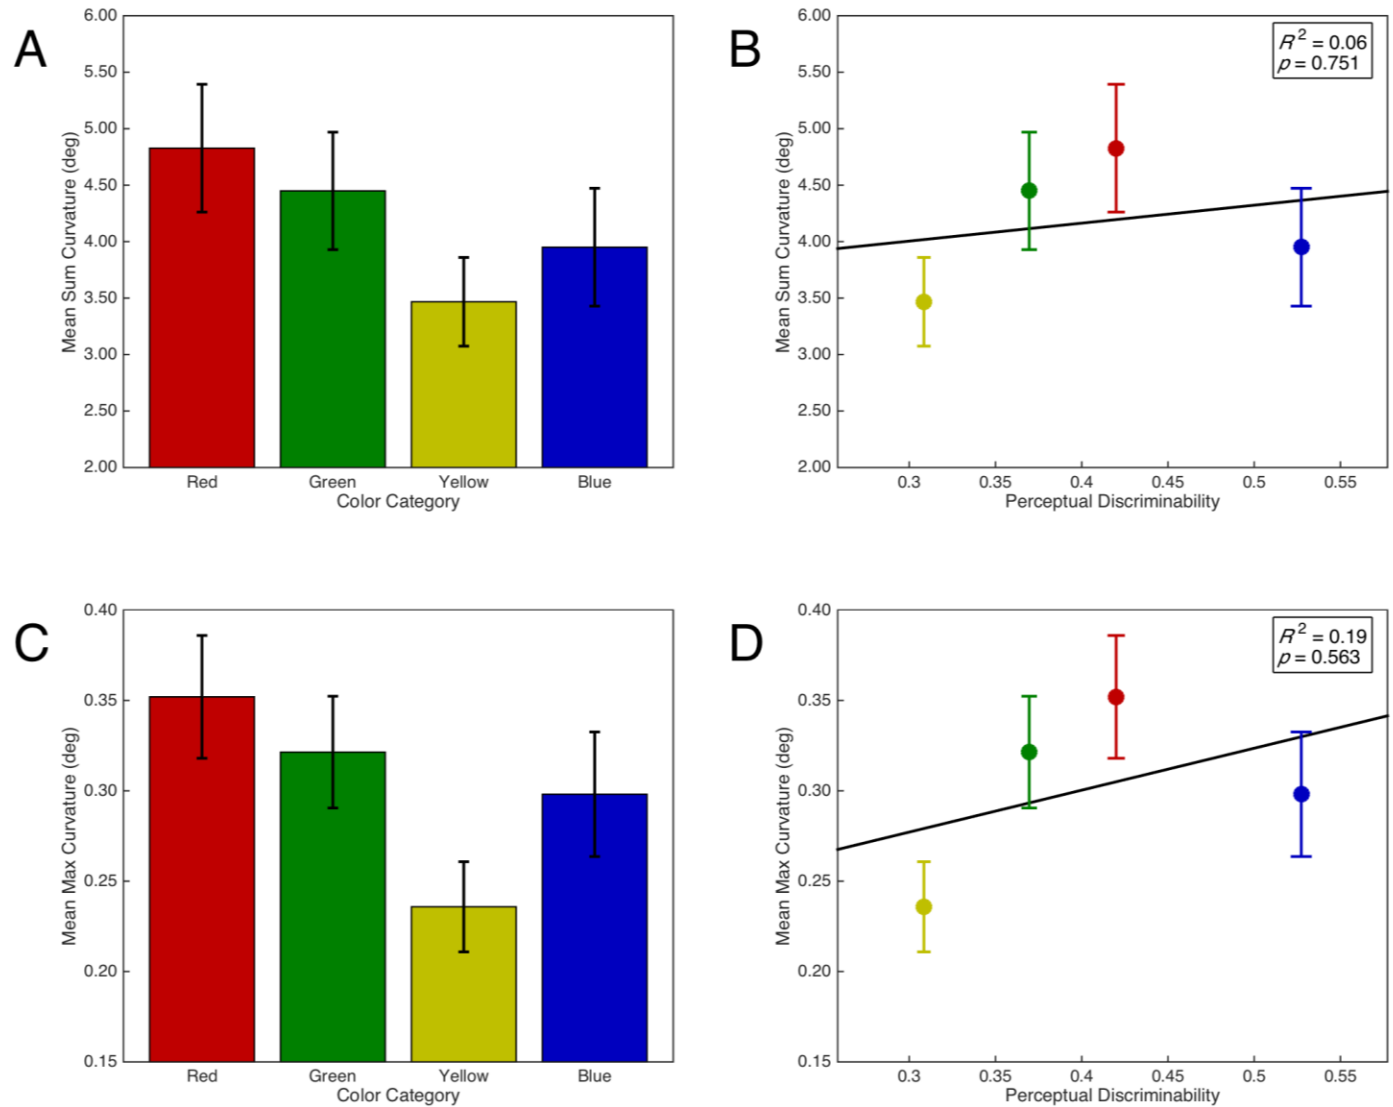 A
6.00
5.50
5.00
4.50
4.00
3.50
3.00
2.50
2.00
Mean Sum Curvature (deg)
Red Green Yellow Blue
Color Category
B
6.00
5.50
5.00
4.50
4.00
3.50
3.00
2.50
2.00
Mean Sum Curvature (deg)
R² = 0.06
p = 0.751
0.3 0.35 0.4 0.45 0.5 0.55
Perceptual Discriminability
C
0.40
0.35
0.30
0.25
0.20
0.15
Mean Max Curvature (deg)
Red Green Yellow Blue
Color Category
D
0.40
0.35
0.30
0.25
0.20
0.15
Mean Max Curvature (deg)
R² = 0.19
p = 0.563
0.3 0.35 0.4 0.45 0.5 0.55
Perceptual Discriminability